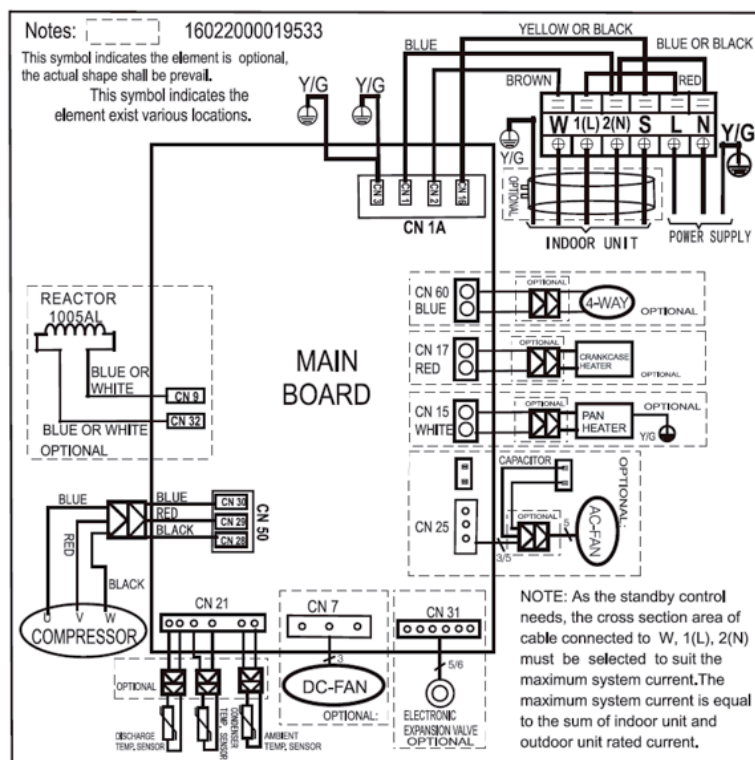 Notes: 16022000019533
This symbol indicates the element is optional,
the actual shape shall be prevail.
This symbol indicates the
element exist various locations.
YELLOW OR BLACK
BLUE
BLUE OR BLACK
BROWN
RED
Y/G
Y/G
W 1(L) 2(N) S L N
Y/G
Y/G
CN 3
CN 1
CN 2
CN 16
CN 1A
OPTIONAL
INDOOR UNIT
POWER SUPPLY
REACTOR
1005AL
BLUE OR
WHITE
CN 9
CN 32
BLUE OR WHITE
OPTIONAL
MAIN
BOARD
CN 60
BLUE
OPTIONAL
4-WAY
OPTIONAL
CN 17
RED
OPTIONAL
CRANKCASE
HEATER
OPTIONAL
CN 15
WHITE
OPTIONAL
PAN
HEATER
OPTIONAL
Y/G
CAPACITOR
OPTIONAL:
CN 25
OPTIONAL
3/5
5
AC-FAN
BLUE
RED
BLACK
BLUE
RED
BLACK
CN 30
CN 29
CN 28
CN 50
U V W
COMPRESSOR
CN 21
OPTIONAL
DISCHARGE
TEMP. SENSOR
CONDENSER
TEMP. SENSOR
AMBIENT
TEMP. SENSOR
CN 7
3
DC-FAN
OPTIONAL:
CN 31
5/6
ELECTRONIC
EXPANSION VALVE
OPTIONAL
NOTE: As the standby control
needs, the cross section area of
cable connected to W, 1(L), 2(N)
must be selected to suit the
maximum system current.The
maximum system current is equal
to the sum of indoor unit and
outdoor unit rated current.